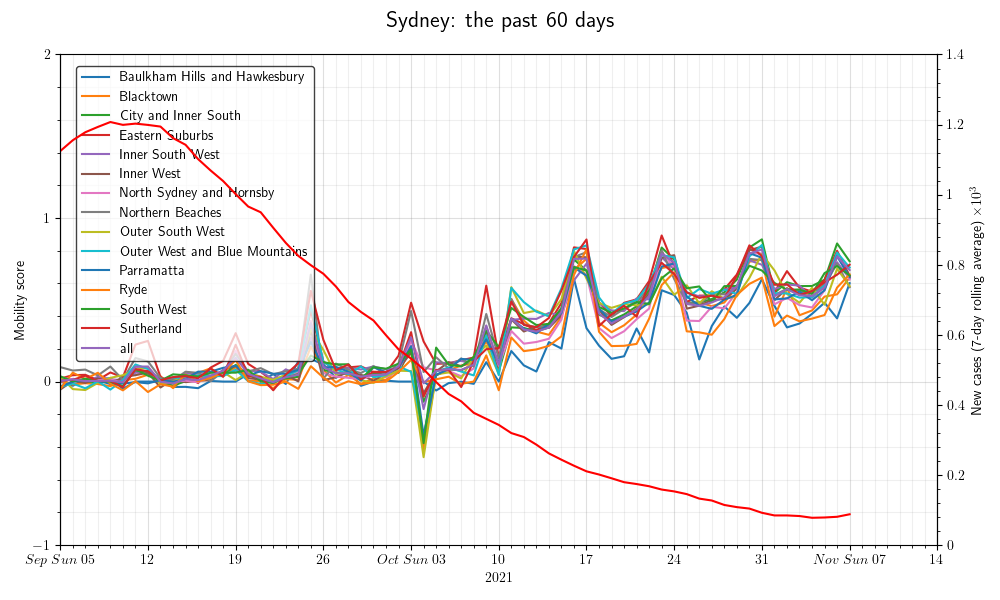 Sydney: the past 60 days
2
1
0
−1
Mobility score
Baulkham Hills and Hawkesbury
Blacktown
City and Inner South
Eastern Suburbs
Inner South West
Inner West
North Sydney and Hornsby
Northern Beaches
Outer South West
Outer West and Blue Mountains
Parramatta
Ryde
South West
Sutherland
all
1.4
1.2
1
0.8
0.6
0.4
0.2
0
New cases (7-day rolling average) ×10³
Sep Sun 05 12 19 26 Oct Sun 03 10 17 24 31 Nov Sun 07 14
2021